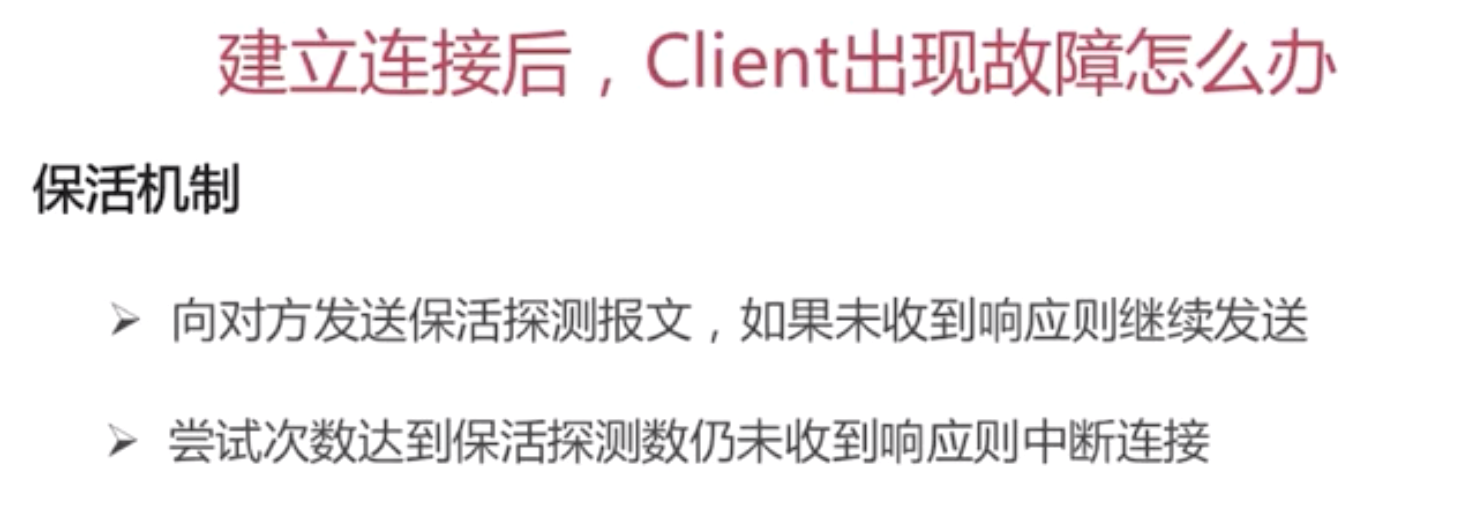 建立连接后，Client出现故障怎么办
保活机制
➢ 向对方发送保活探测报文，如果未收到响应则继续发送
➢ 尝试次数达到保活探测数仍未收到响应则中断连接